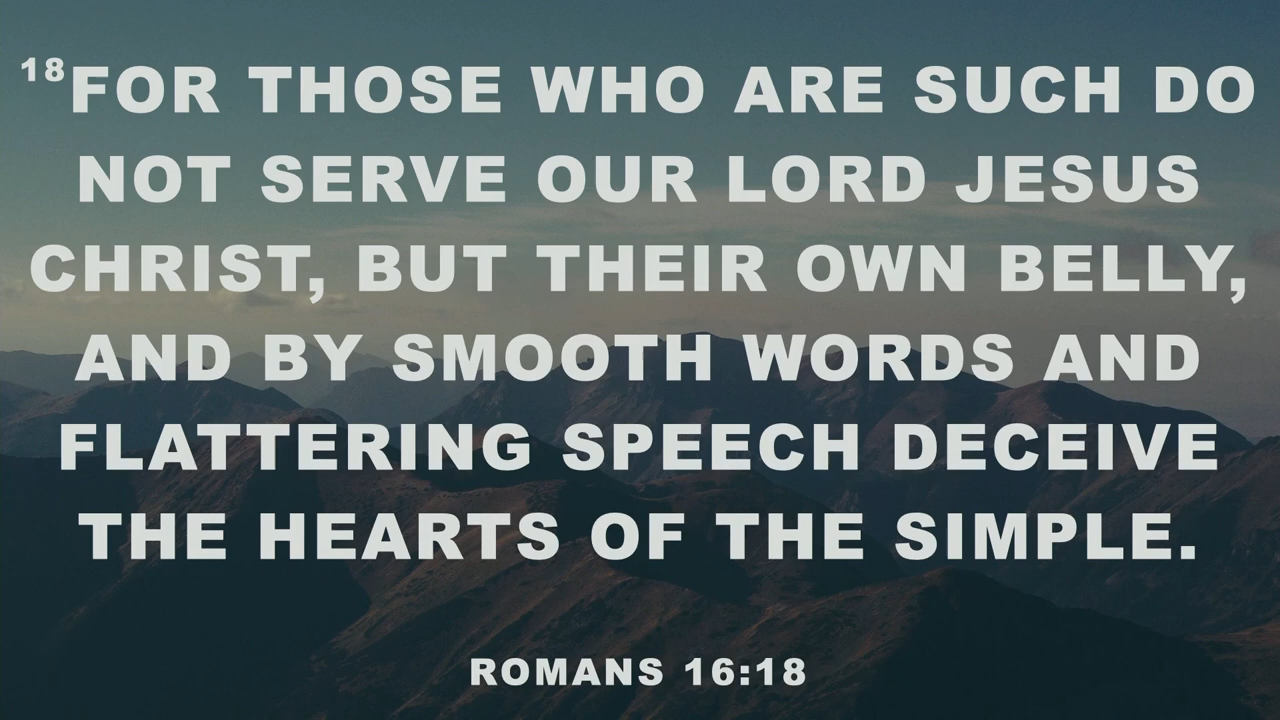 18FOR THOSE WHO ARE SUCH DO
NOT SERVE OUR LORD JESUS
CHRIST, BUT THEIR OWN BELLY,
AND BY SMOOTH WORDS AND
FLATTERING SPEECH DECEIVE
THE HEARTS OF THE SIMPLE.
ROMANS 16:18